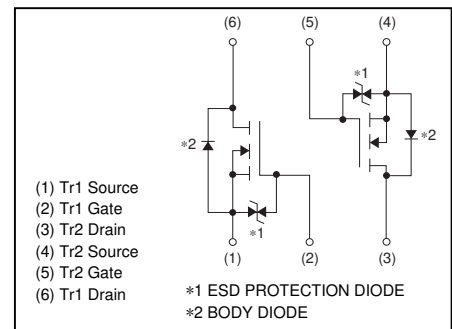 (6) (5) (4)
*1
*2
*2
(1) Tr1 Source
(2) Tr1 Gate
(3) Tr2 Drain
(4) Tr2 Source
(5) Tr2 Gate
(6) Tr1 Drain
*1
(1) (2) (3)
*1 ESD PROTECTION DIODE
*2 BODY DIODE